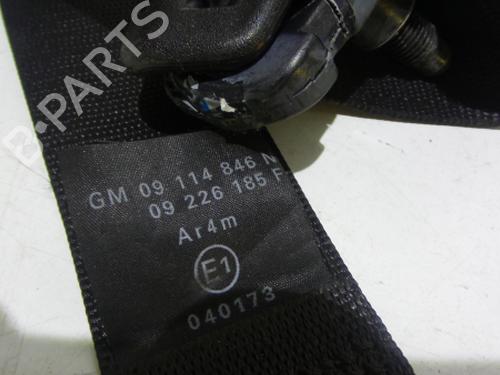 B-PARTS
GM 09 114 846 N
09 226 185 F
Ar4m
E1
040173